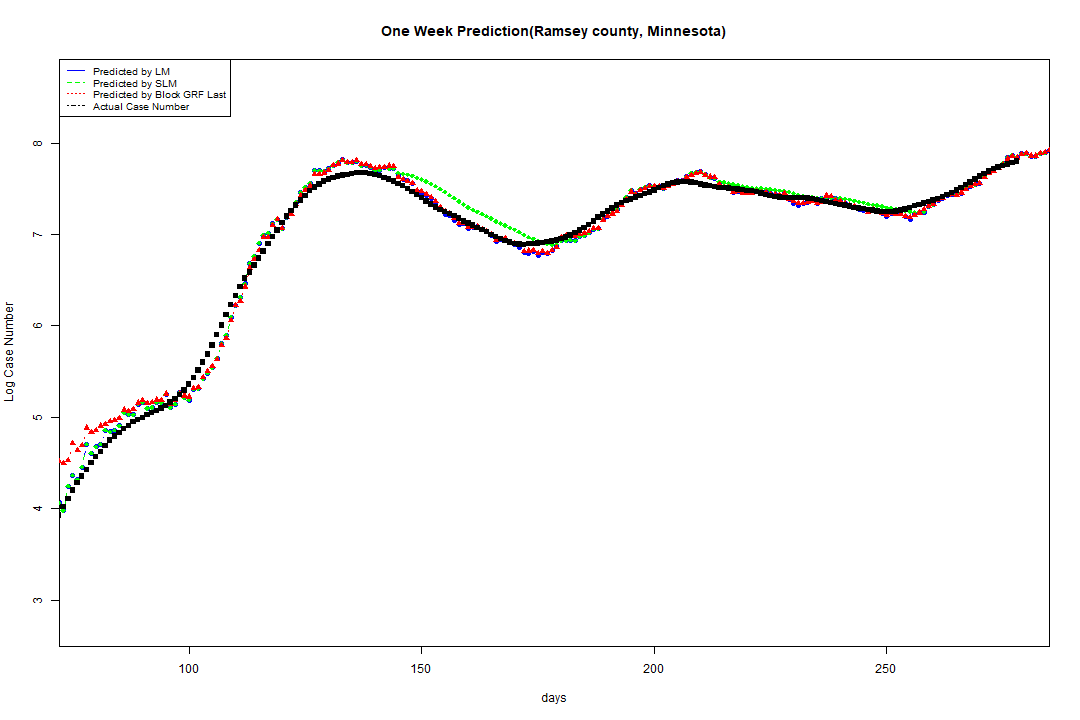 One Week Prediction(Ramsey county, Minnesota)
Predicted by LM
Predicted by SLM
Predicted by Block GRF Last
Actual Case Number
8
7
6
5
4
3
Log Case Number
100 150 200 250
days